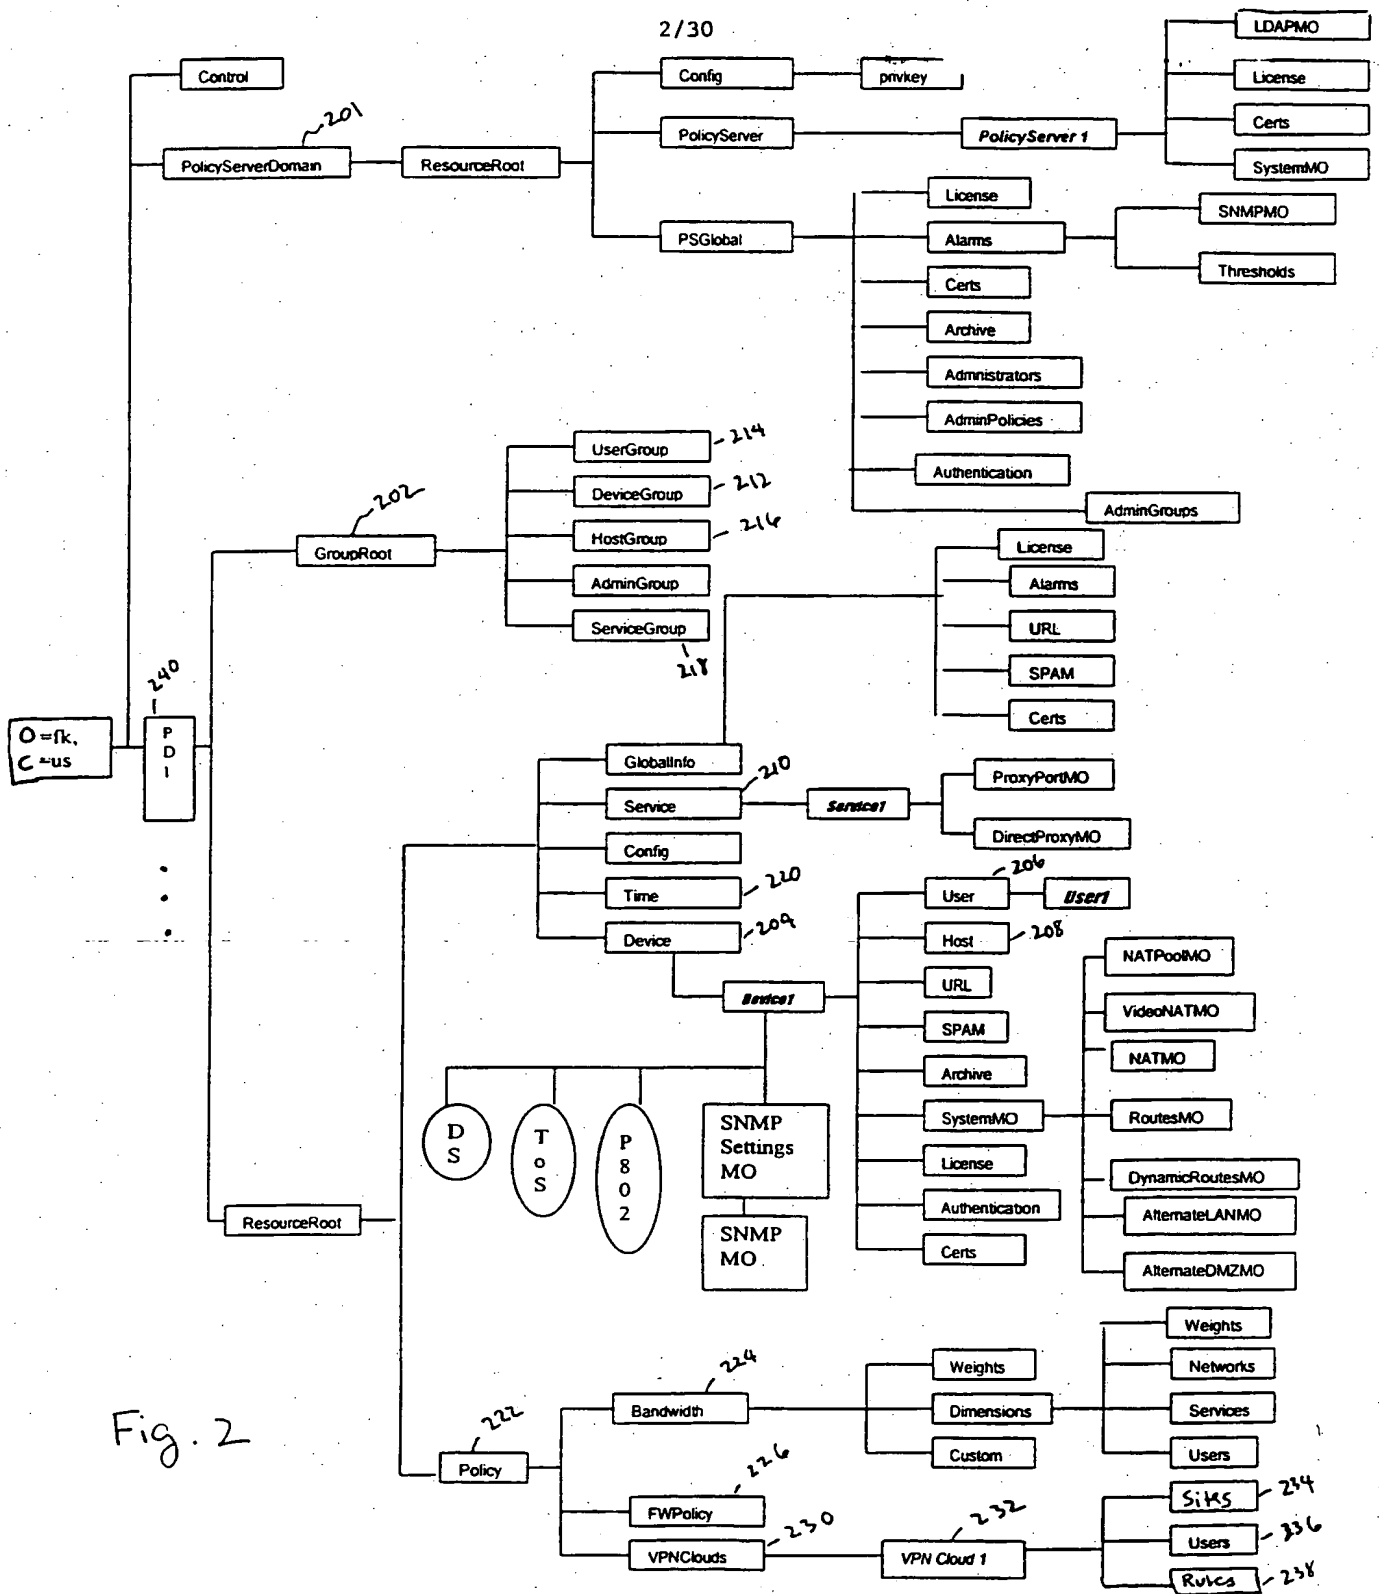 2/30
LDAPMO
Control
Config
privkey
License
201
Certs
PolicyServerDomain
ResourceRoot
PolicyServer
PolicyServer 1
SystemMO
License
SNMPMO
PSGlobal
Alarms
Thresholds
Certs
Archive
Admnistrators
AdminPolicies
UserGroup
214
Authentication
DeviceGroup
212
AdminGroups
202
GroupRoot
HostGroup
216
License
AdminGroup
Alarms
ServiceGroup
218
URL
SPAM
Certs
240
O=fk,
C=us
P
D
I
GlobalInfo
210
ProxyPortMO
Service
Service1
DirectProxyMO
Config
Time
220
206
User
User1
Device
209
Host
208
NATPoolMO
Device1
URL
VideoNATMO
SPAM
NATMO
Archive
D
S
T
o
S
P
8
0
2
SNMP
Settings
MO
SystemMO
RoutesMO
License
DynamicRoutesMO
ResourceRoot
Authentication
AlternateLANMO
SNMP
MO
Certs
AlternateDMZMO
Weights
224
Weights
Networks
Bandwidth
Dimensions
Services
Fig. 2
222
Custom
Users
Policy
226
FWPolicy
Sites
234
230
232
VPNClouds
VPN Cloud 1
Users
236
Rules
238